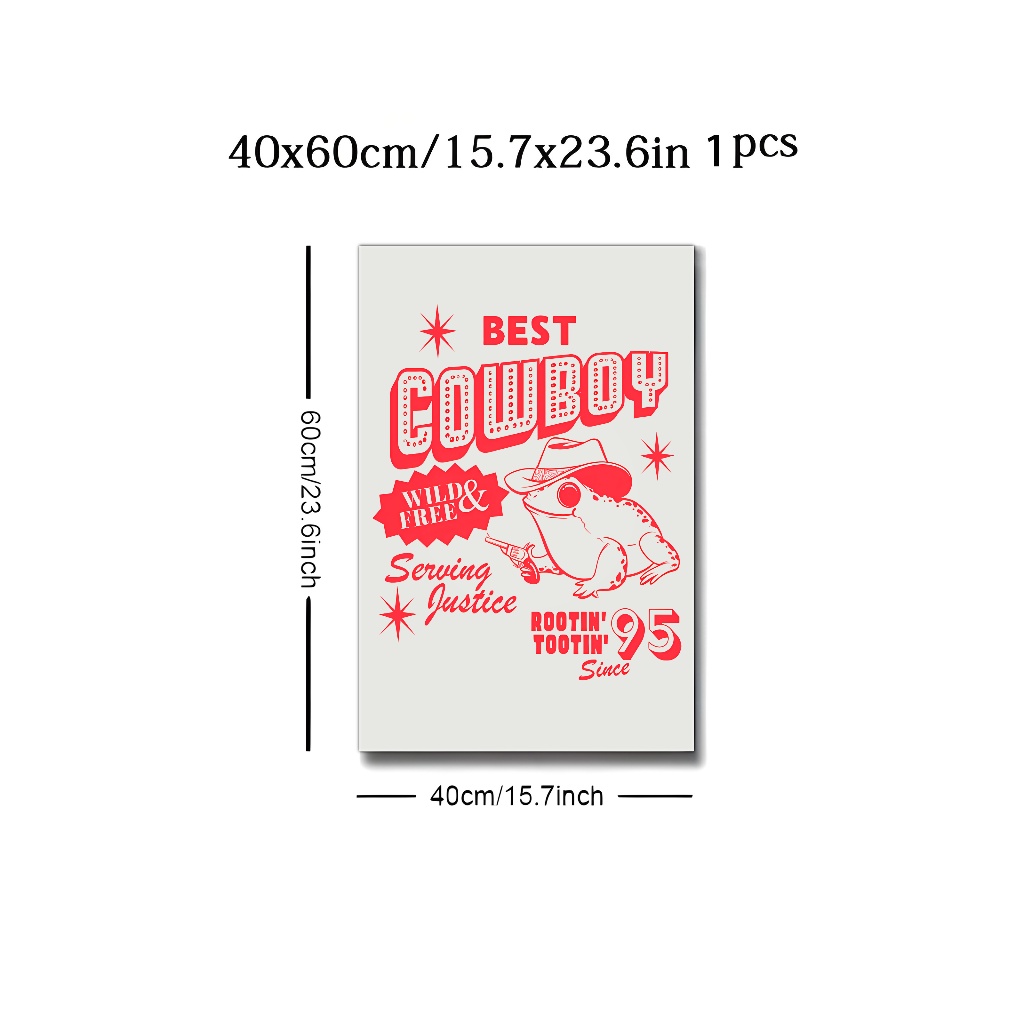 40x60cm/15.7x23.6in 1pcs
60cm/23.6inch
BEST
COWBOY
WILD &
FREE
Serving
Justice
ROOTIN'
TOOTIN' 95
Since
40cm/15.7inch